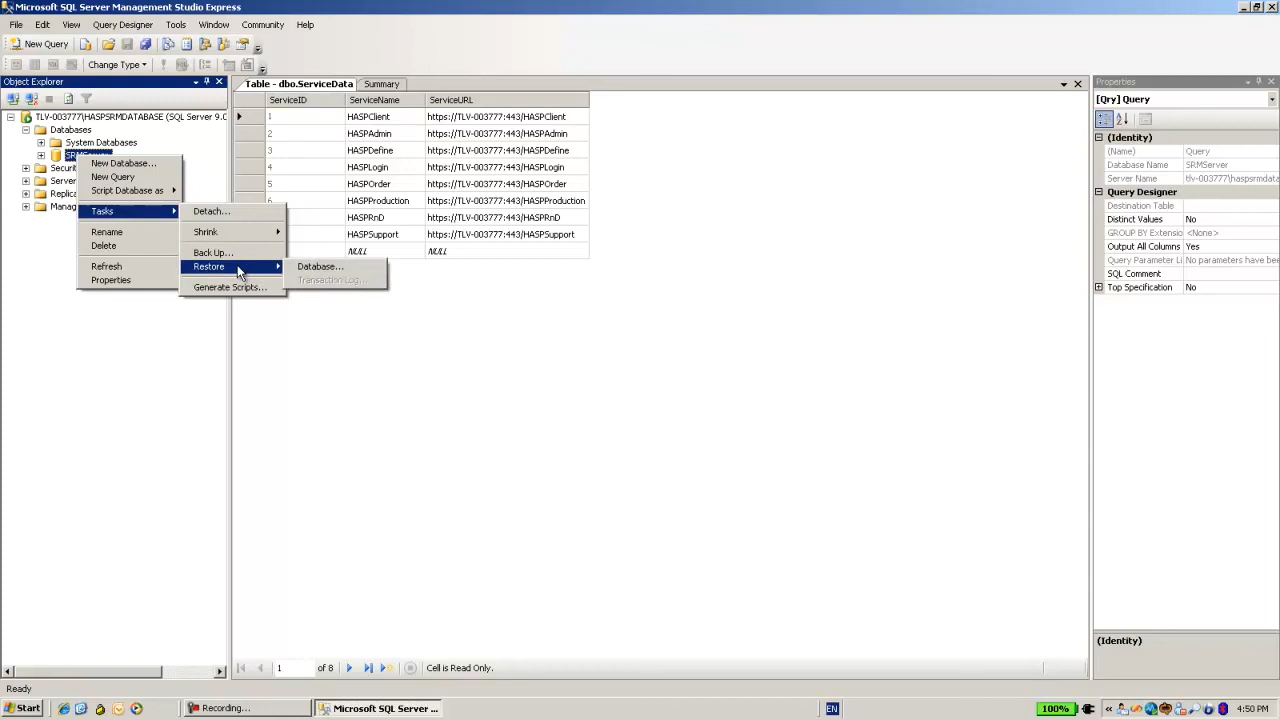 Microsoft SQL Server Management Studio Express
File Edit View Query Designer Tools Window Community Help
New Query
Change Type
Object Explorer
TLV-003777\HASPSRMDATABASE (SQL Server 9.0
Databases
System Databases
Securi
Server
Replica
Manag
New Database...
New Query
Script Database as
Tasks
Rename
Delete
Refresh
Properties
Detach...
Shrink
Back Up...
Restore
Generate Scripts...
Database...
Transaction Log...
Table - dbo.ServiceData Summary
ServiceID ServiceName ServiceURL
1 HASPClient https://TLV-003777:443/HASPClient
2 HASPAdmin https://TLV-003777:443/HASPAdmin
3 HASPDefine https://TLV-003777:443/HASPDefine
4 HASPLogin https://TLV-003777:443/HASPLogin
5 HASPOrder https://TLV-003777:443/HASPOrder
6 HASPProduction https://TLV-003777:443/HASPProduction
HASPRnD https://TLV-003777:443/HASPRnD
HASPSupport https://TLV-003777:443/HASPSupport
NULL NULL
1 of 8 Cell is Read Only.
Properties
[Qry] Query
(Identity)
(Name) Query
Database Name SRMServer
Server Name tlv-003777\haspsrmdata
Query Designer
Destination Table
Distinct Values No
GROUP BY Extensio <None>
Output All Columns Yes
Query Parameter Li No parameters have been
SQL Comment
Top Specification No
(Identity)
Ready
Start Recording... Microsoft SQL Server ... EN 100% 4:50 PM